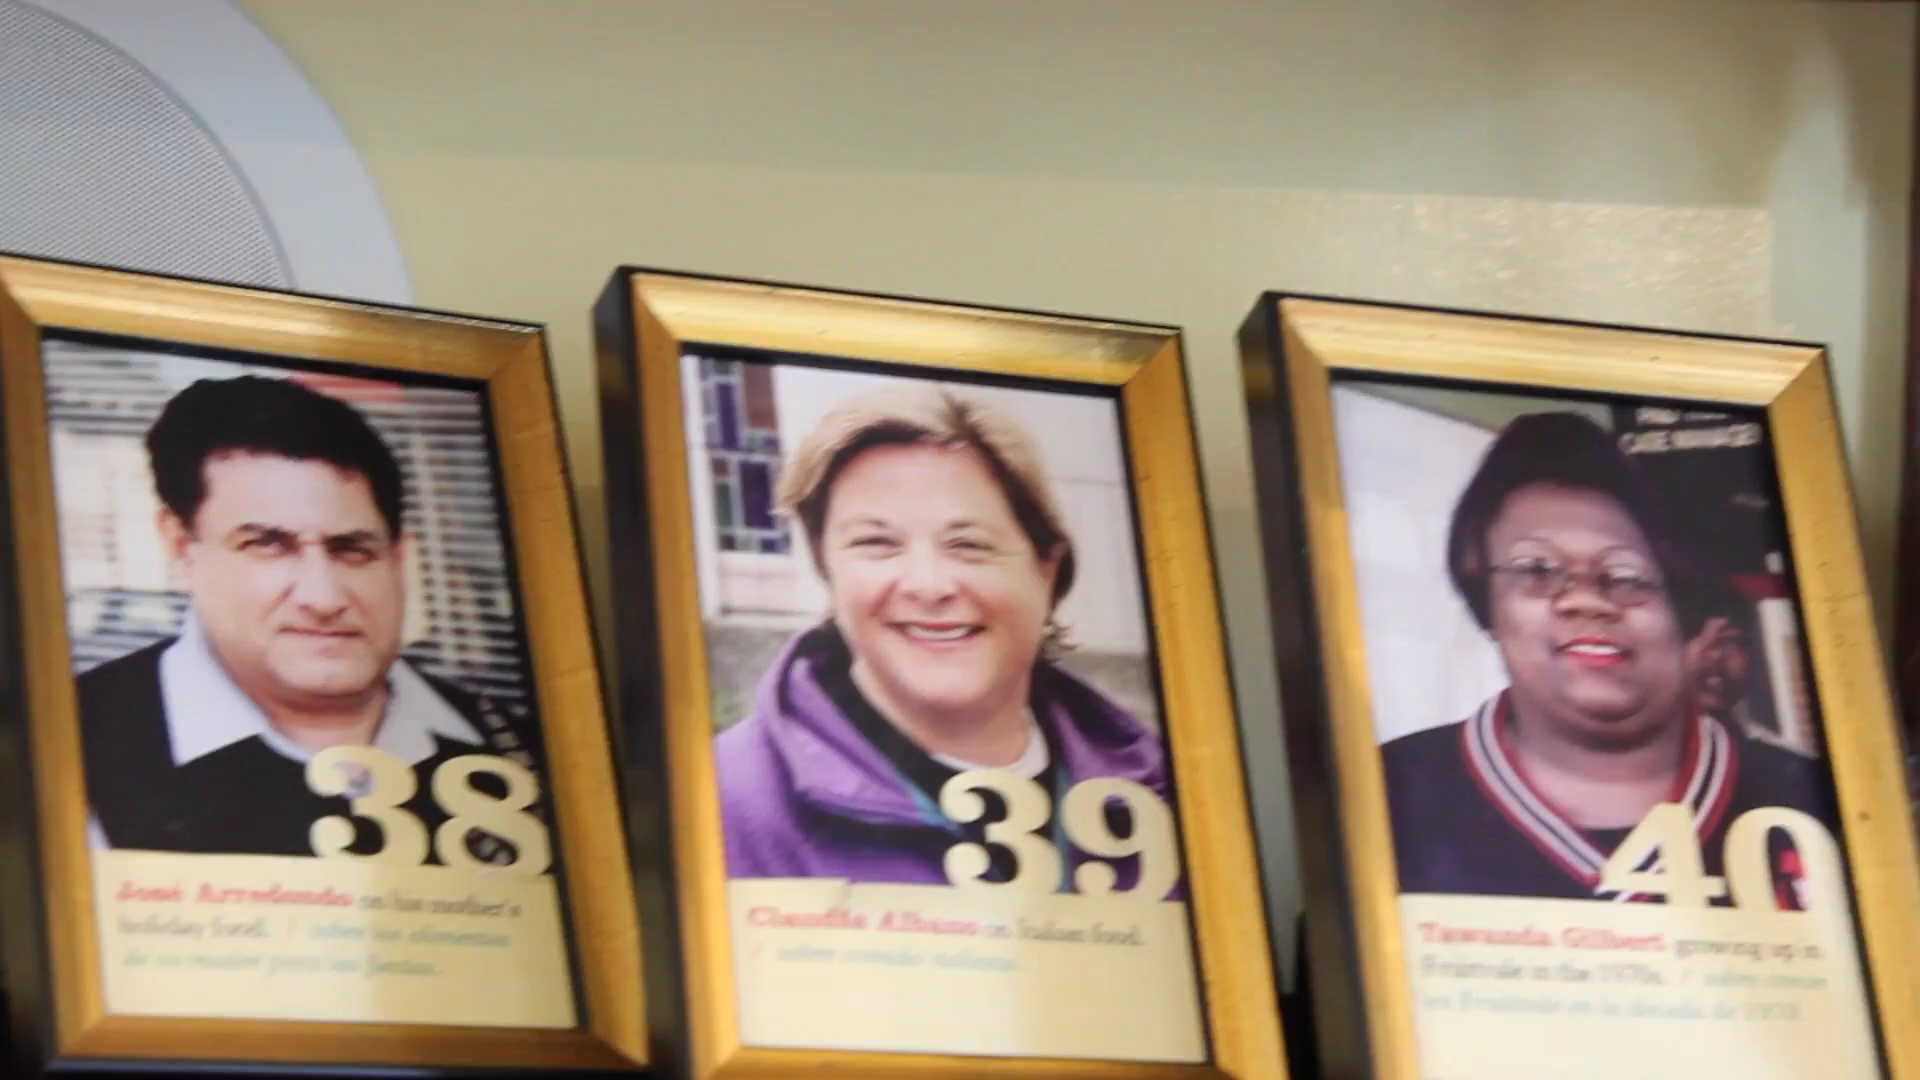 CASE MANAGE
38
José Arredondo on his mother's
holiday food. / sobre los alimentos
de su madre para las fiestas.
39
Claudia Albano on Italian food.
/ sobre comida italiana.
40
Tawanda Gilbert growing up in
Fruitvale in the 1970s. / sobre crecer
en Fruitvale en la década de 1970.